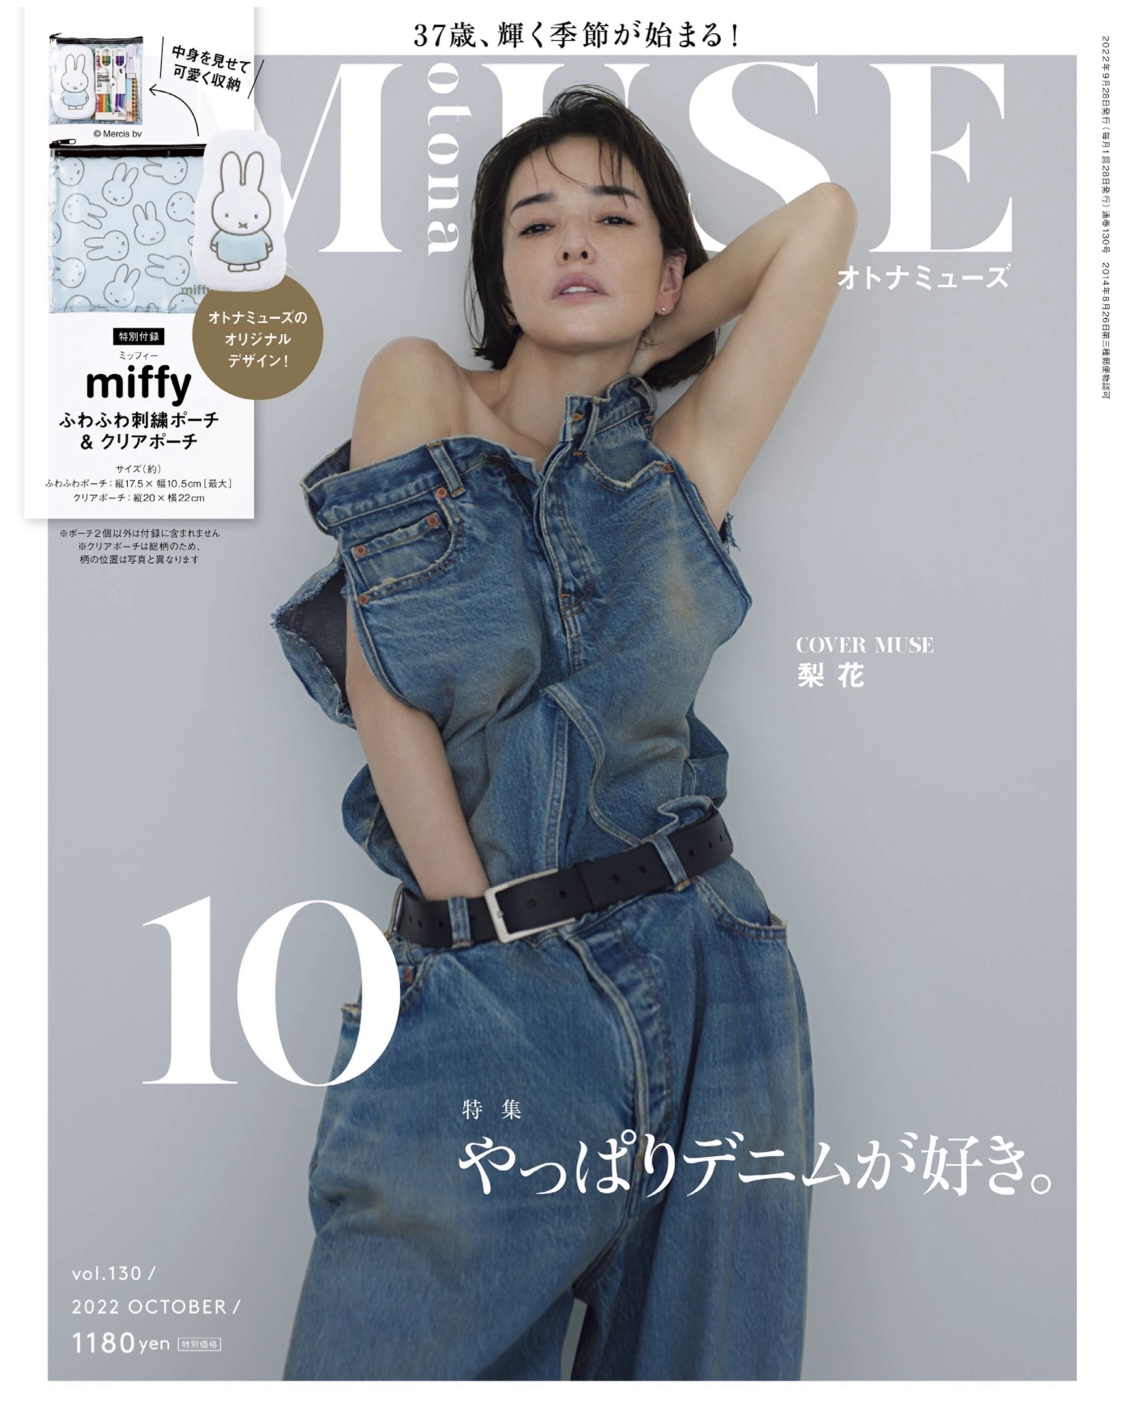 37歳、輝く季節が始まる!
MUSE
otona
オトナミューズ
中身を見せて
可愛く収納
© Mercis bv
miffy
オトナミューズの
オリジナル
デザイン!
特別付録
ミッフィー
miffy
ふわふわ刺繍ポーチ
& クリアポーチ
サイズ(約)
ふわふわポーチ:縦17.5× 幅10.5cm[最大]
クリアポーチ:縦20×横22cm
※ポーチ2個以外は付録に含まれません
※クリアポーチは総柄のため、
柄の位置は写真と異なります
2022年9月28日発行(毎月1回28日発行)通巻130号 2014年8月26日第三種郵便物認可
COVER MUSE
梨花
10
特集
やっぱりデニムが好き。
vol.130 /
2022 OCTOBER /
1180yen 特別価格